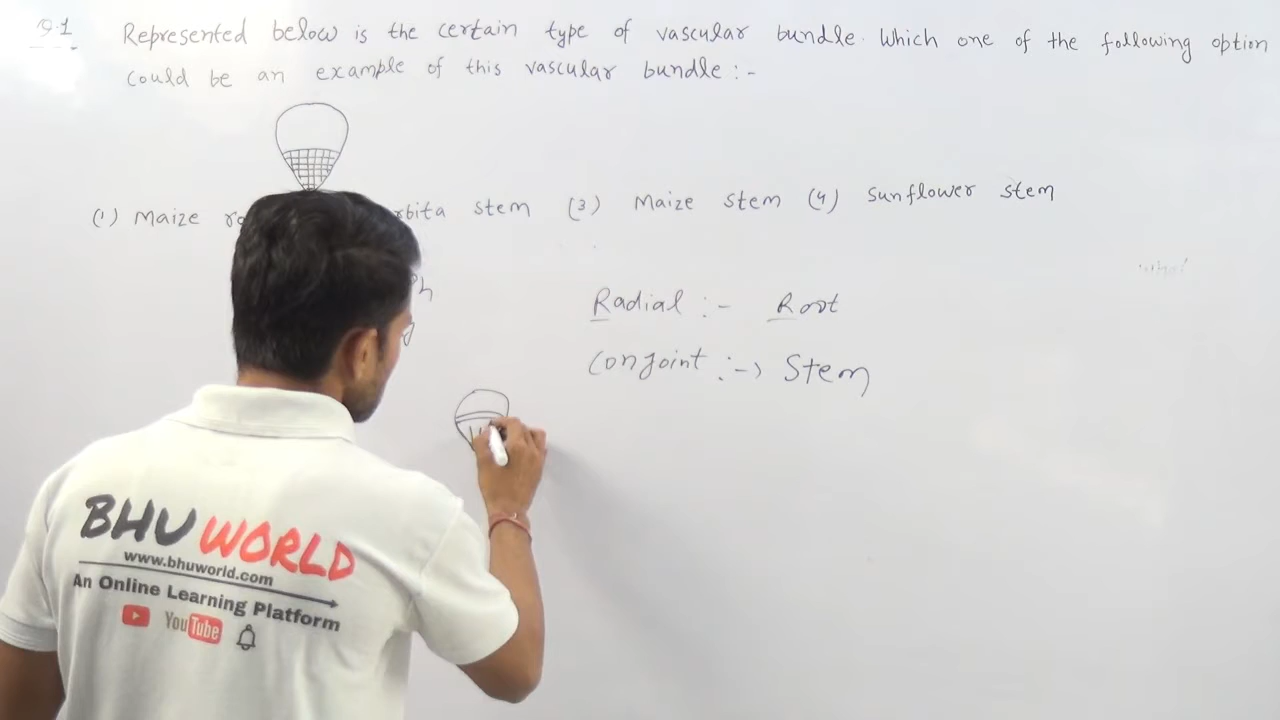 Q.1 Represented below is the certain type of vascular bundle. Which one of the following option
could be an example of this vascular bundle :-
(1) Maize stem (3) Maize stem (4) Sunflower stem
Radial :- Root
Conjoint :-> Stem
BHU WORLD
www.bhuworld.com
An Online Learning Platform
YouTube